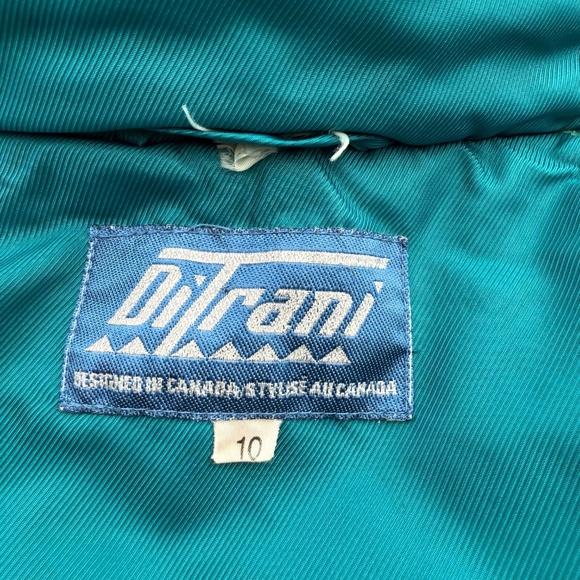 DiTrani
DESIGNED IN CANADA/STYLISÉ AU CANADA
10